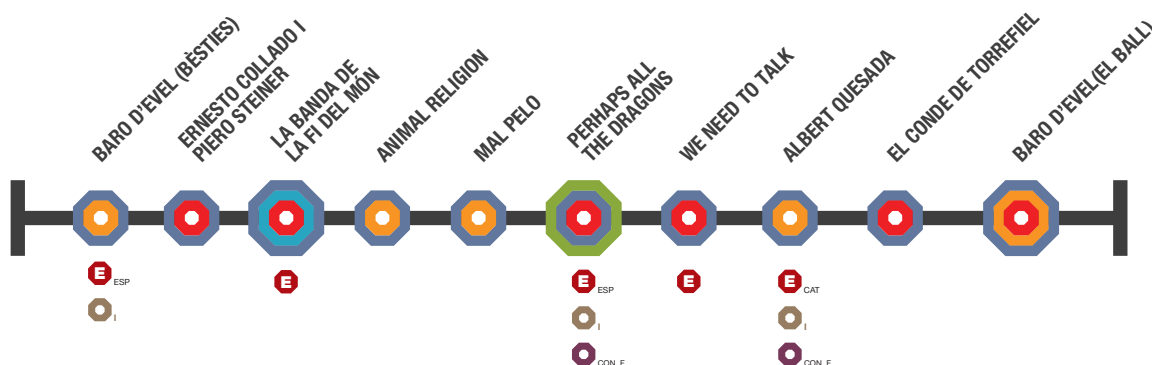 BARO D'EVEL (BÈSTIES)
ERNESTO COLLADO I
PIERO STEINER
LA BANDA DE
LA FI DEL MÓN
ANIMAL RELIGION
MAL PELO
PERHAPS ALL
THE DRAGONS
WE NEED TO TALK
ALBERT QUESADA
EL CONDE DE TORREFIEL
BARO D'EVEL(EL BALL)
E ESP
I
E
E ESP
I
CON_E
E
E CAT
I
CON_E